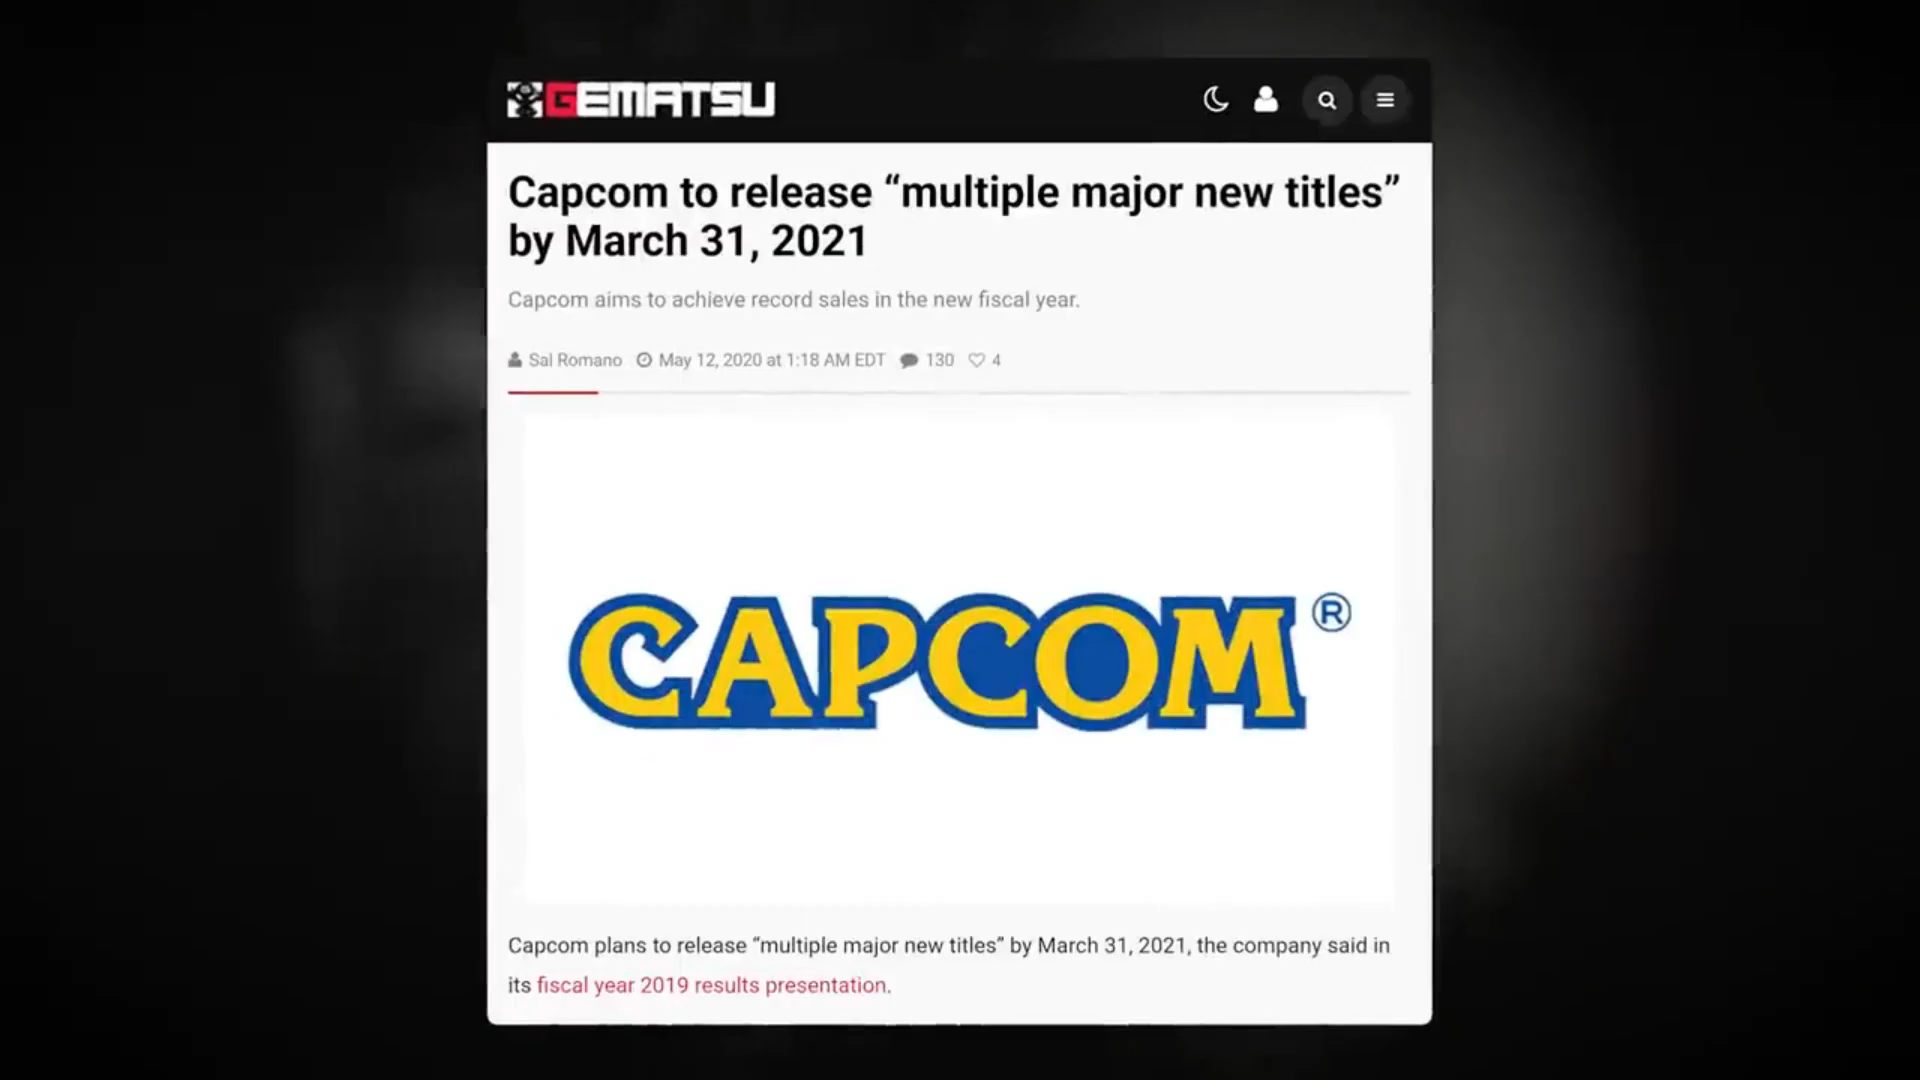 GEMATSU
Capcom to release “multiple major new titles”
by March 31, 2021
Capcom aims to achieve record sales in the new fiscal year.
Sal Romano May 12, 2020 at 1:18 AM EDT 130 4
CAPCOM ®
Capcom plans to release “multiple major new titles” by March 31, 2021, the company said in
its fiscal year 2019 results presentation.